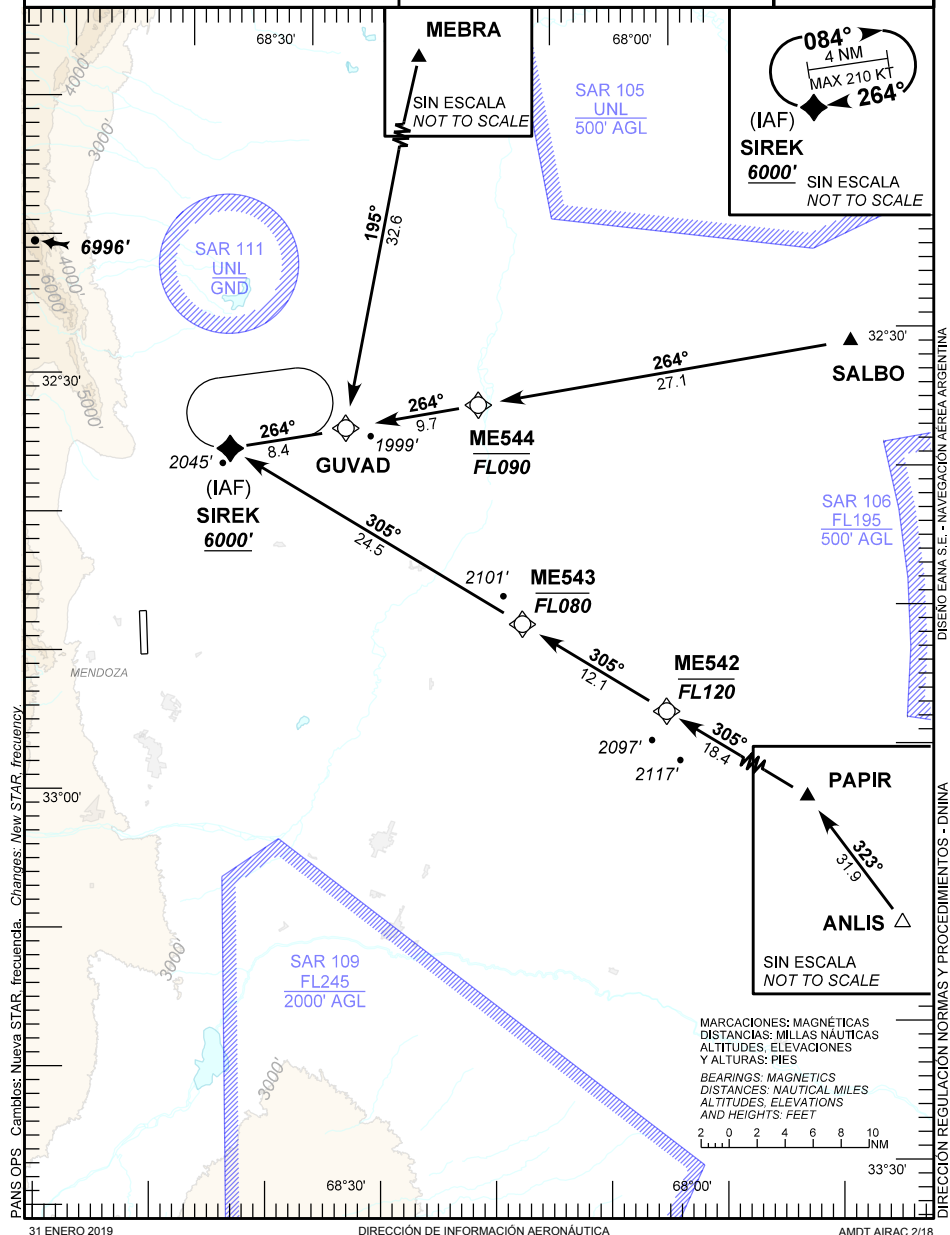 68°30'
MEBRA
68°00'
084°
4 NM
MAX 210 KT
264°
(IAF)
SIREK
6000'
SIN ESCALA
NOT TO SCALE
SIN ESCALA
NOT TO SCALE
SAR 105
UNL
500' AGL
4000'
3000'
195°
32.6
6996'
SAR 111
UNL
GND
4000'
6000'
5000'
32°30'
32°30'
264°
27.1
SALBO
264°
9.7
ME544
FL090
264°
8.4
GUVAD
1999'
2045'
(IAF)
SIREK
6000'
SAR 106
FL195
500' AGL
305°
24.5
2101'
ME543
FL080
305°
12.1
ME542
FL120
MENDOZA
305°
18.4
2097'
2117'
PAPIR
323°
31.9
ANLIS
SIN ESCALA
NOT TO SCALE
33°00'
3000'
SAR 109
FL245
2000' AGL
3000'
MARCACIONES: MAGNÉTICAS
DISTANCIAS: MILLAS NÁUTICAS
ALTITUDES, ELEVACIONES
Y ALTURAS: PIES
BEARINGS: MAGNETICS
DISTANCES: NAUTICAL MILES
ALTITUDES, ELEVATIONS
AND HEIGHTS: FEET
2 0 2 4 6 8 10
NM
33°30'
68°30'
68°00'
PANS OPS Cambios: Nueva STAR, frecuencia. Changes: New STAR, frecuency.
DISEÑO EANA S.E. - NAVEGACIÓN AÉREA ARGENTINA
DIRECCIÓN REGULACIÓN NORMAS Y PROCEDIMIENTOS - DNINA
31 ENERO 2019
DIRECCIÓN DE INFORMACIÓN AERONÁUTICA
AMDT AIRAC 2/18